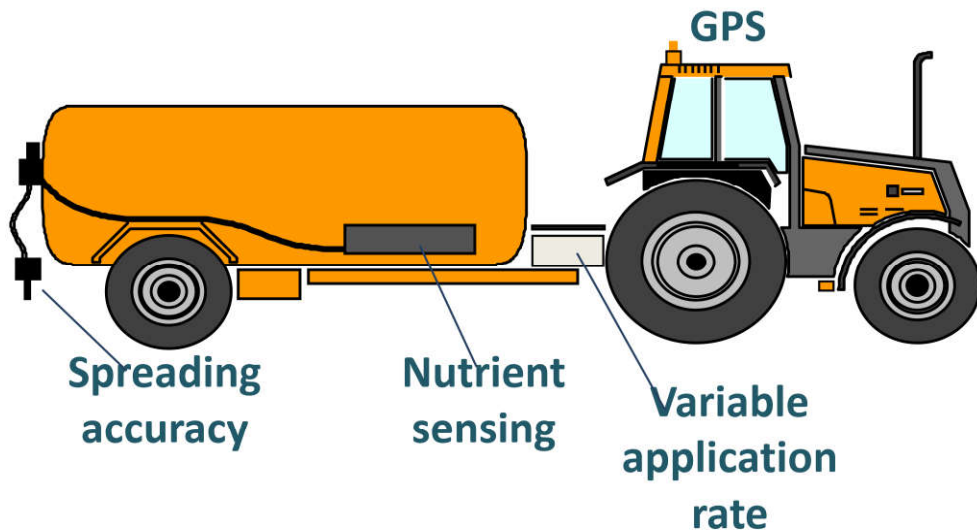 GPS
Spreading
accuracy
Nutrient
sensing
Variable
application
rate